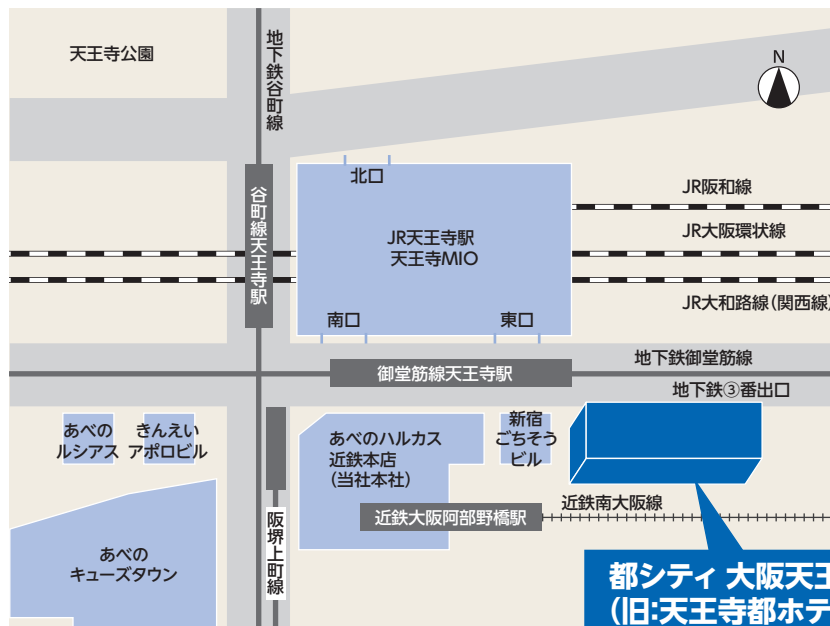 天王寺公園
地下鉄谷町線
N
北口
谷町線天王寺駅
JR天王寺駅
天王寺MIO
JR阪和線
JR大阪環状線
JR大和路線(関西線)
南口
東口
御堂筋線天王寺駅
地下鉄御堂筋線
地下鉄③番出口
あべの
ルシアス
きんえい
アポロビル
あべのハルカス
近鉄本店
(当社本社)
新宿
ごちそう
ビル
近鉄大阪阿部野橋駅
近鉄南大阪線
阪堺上町線
あべの
キューズタウン
都シティ 大阪天王
(旧:天王寺都ホテ